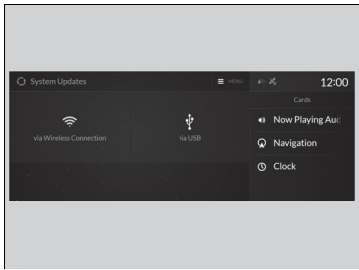 System Updates
MENU
12:00
Cards
via Wireless Connection
via USB
Now Playing Aud
Navigation
Clock